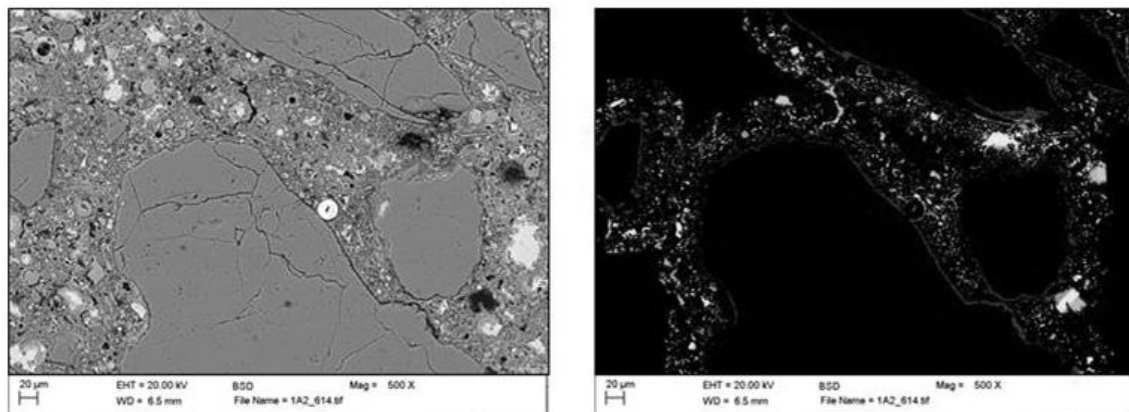 20 µm
EHT = 20.00 kV
BSD
Mag = 500 X
WD = 6.5 mm
File Name = 1A2_614.tif
20 µm
EHT = 20.00 kV
BSD
Mag = 500 X
WD = 6.5 mm
File Name = 1A2_614.tif